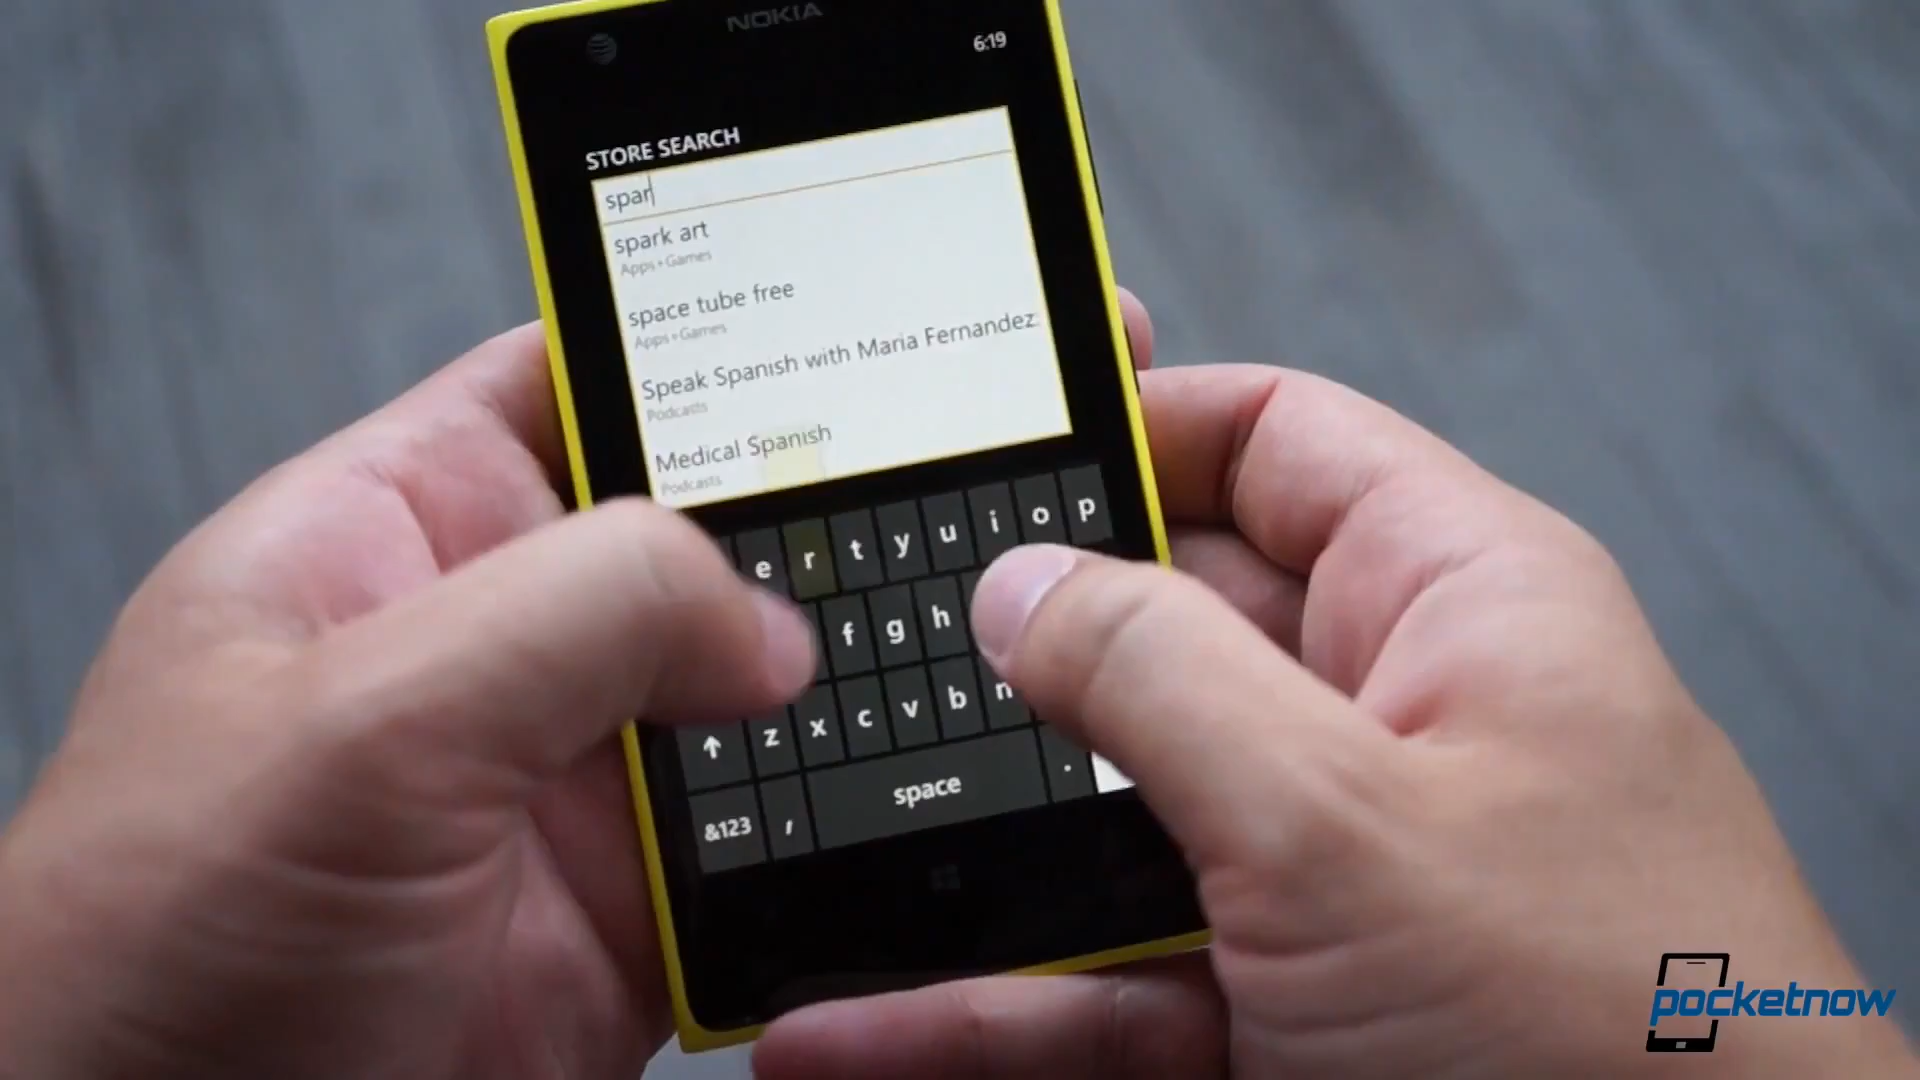 NOKIA
6:19
STORE SEARCH
spar
spark art
Apps+Games
space tube free
Apps+Games
Speak Spanish with Maria Fernandez
Podcasts
Medical Spanish
Podcasts
e r t y u i o p
f g h
z x c v b n
&123 , space .
pocketnow